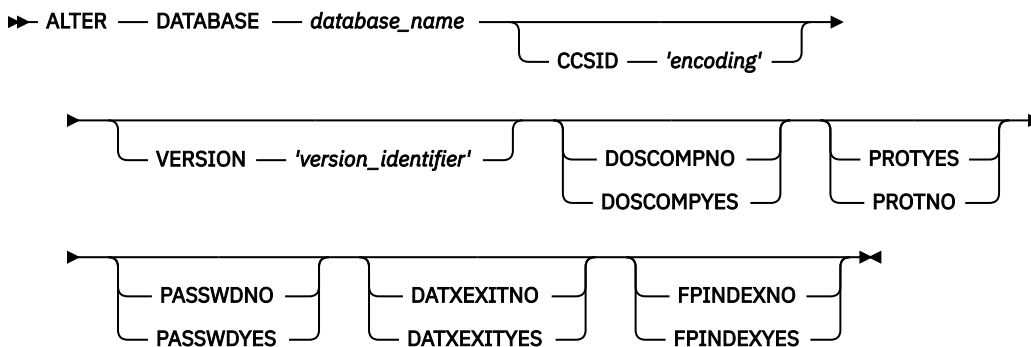 ALTER DATABASE database_name
CCSID 'encoding'
VERSION 'version_identifier' DOSCOMPNO PROTYES
DOSCOMPYES PROTNO
PASSWDNO DATXEXITNO FPINDEXNO
PASSWDYES DATXEXITYES FPINDEXYES